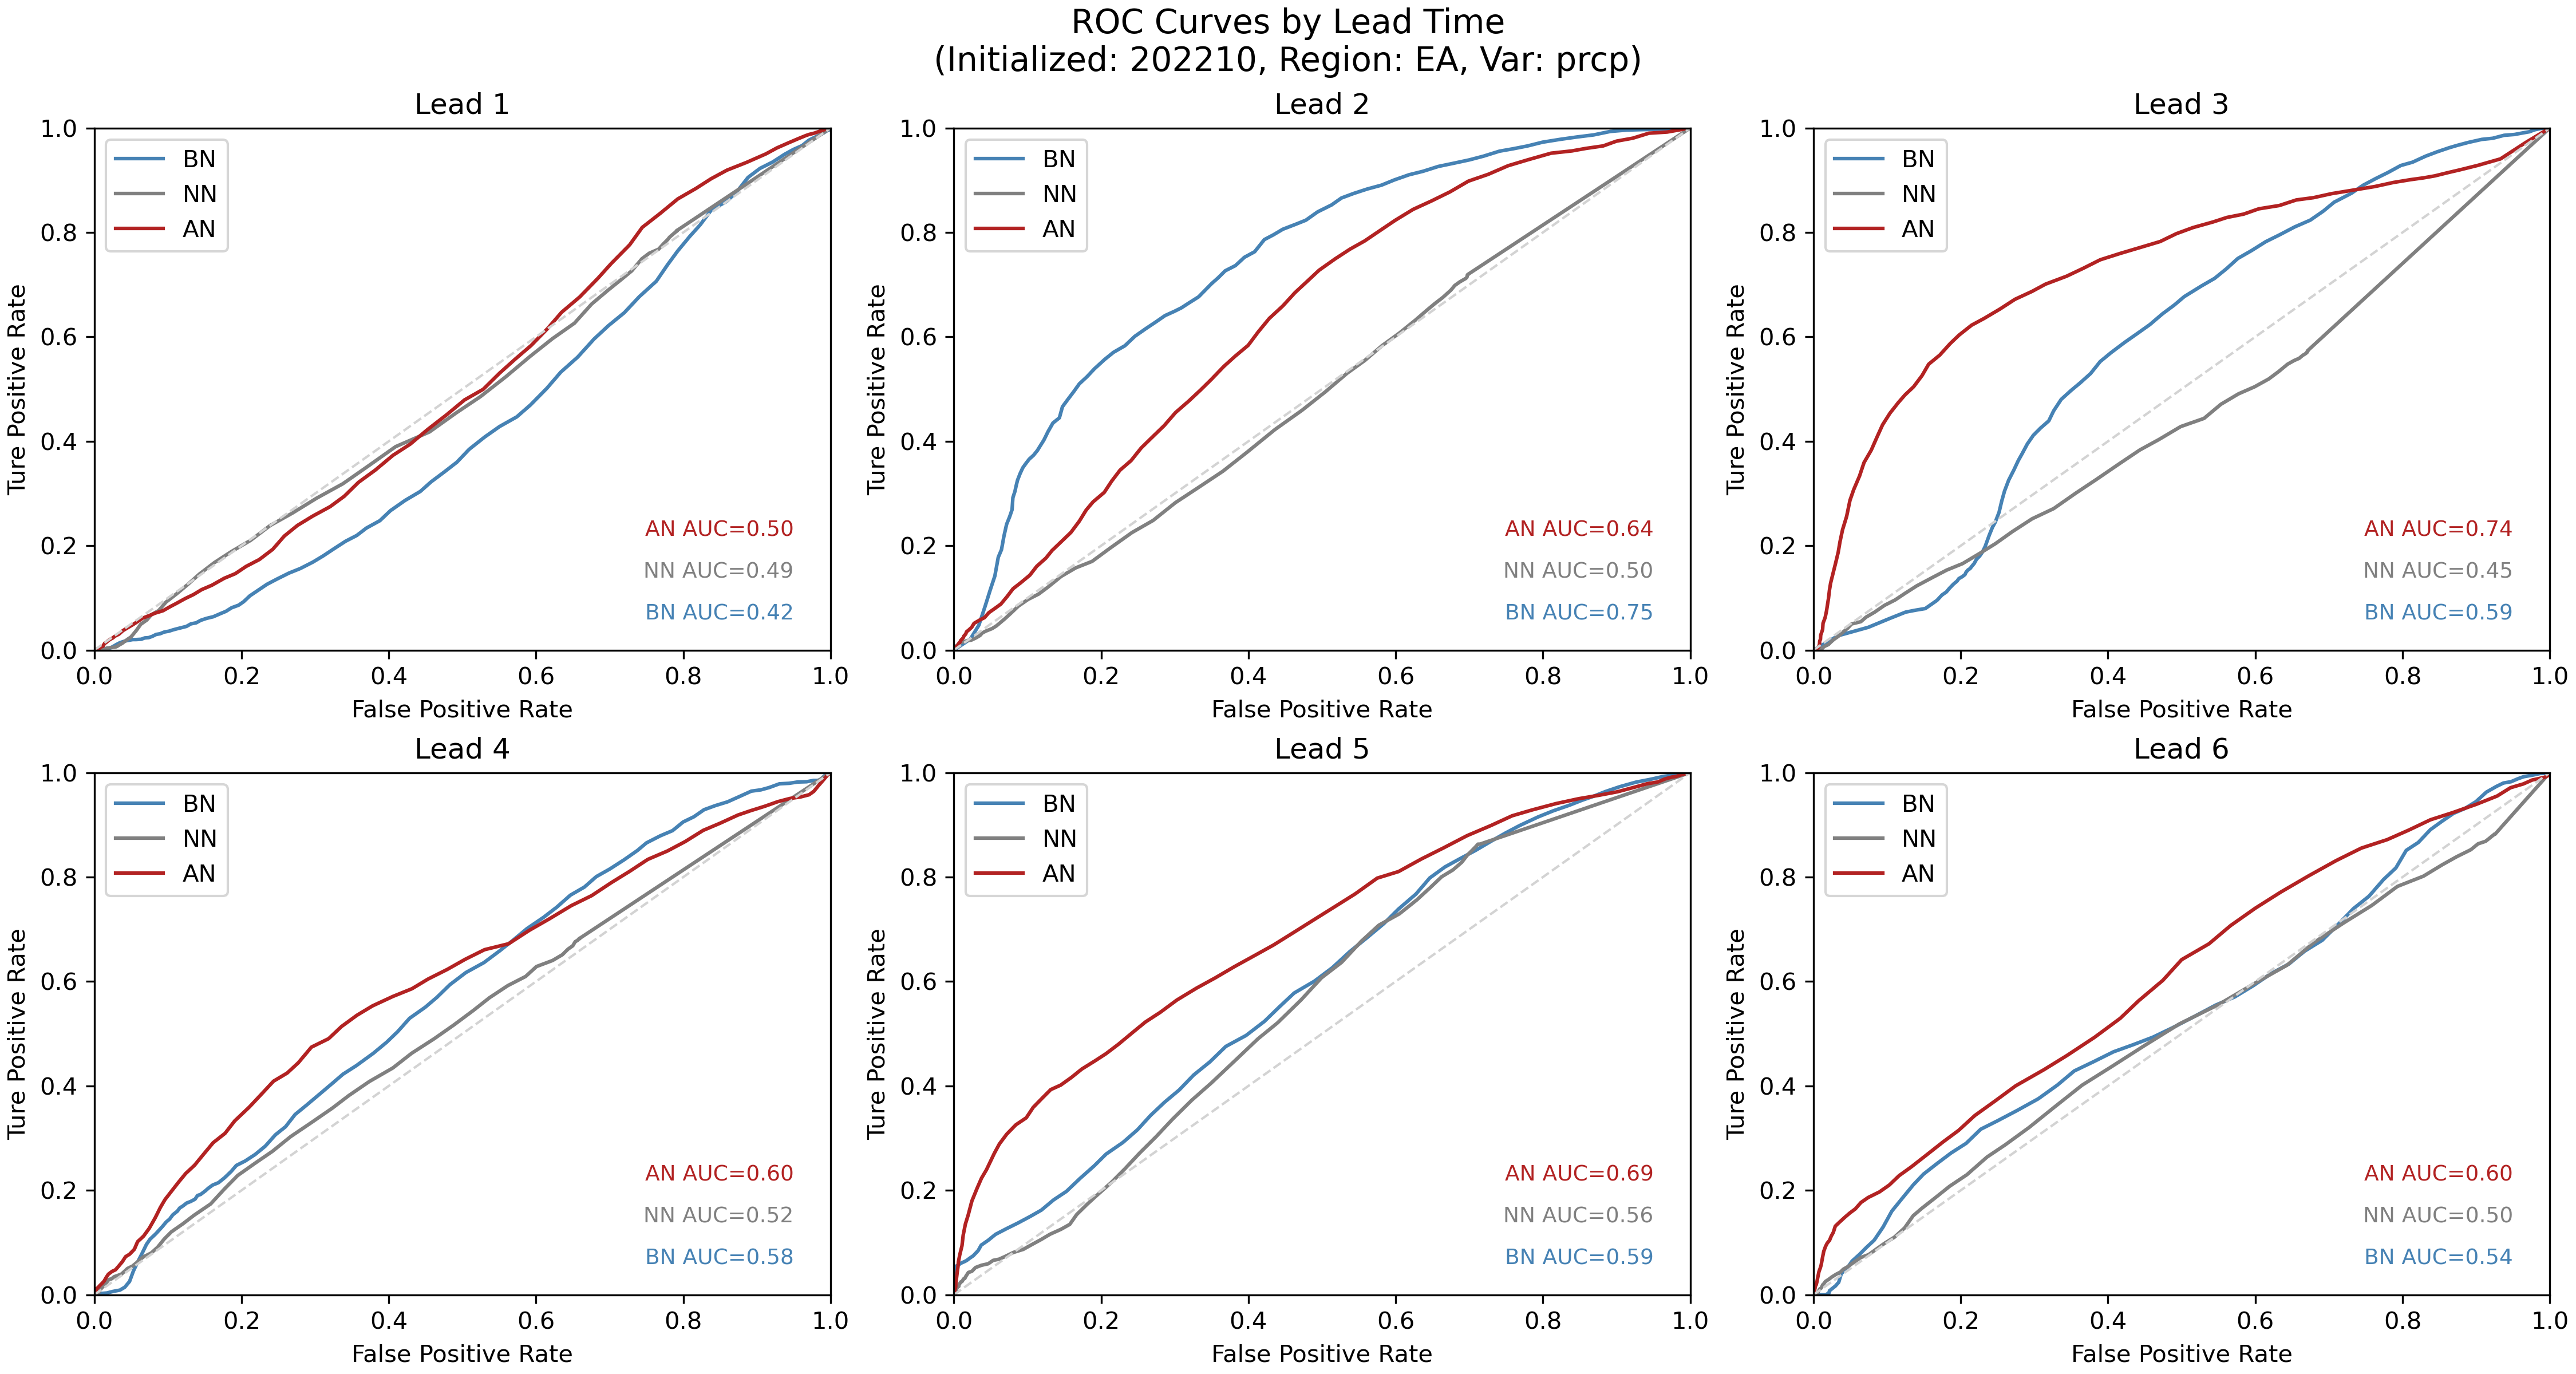 ROC Curves by Lead Time
(Initialized: 202210, Region: EA, Var: prcp)
Lead 1
1.0
0.8
0.6
0.4
0.2
0.0
Ture Positive Rate
BN
NN
AN
AN AUC=0.50
NN AUC=0.49
BN AUC=0.42
0.0 0.2 0.4 0.6 0.8 1.0
False Positive Rate
Lead 2
1.0
0.8
0.6
0.4
0.2
0.0
Ture Positive Rate
BN
NN
AN
AN AUC=0.64
NN AUC=0.50
BN AUC=0.75
0.0 0.2 0.4 0.6 0.8 1.0
False Positive Rate
Lead 3
1.0
0.8
0.6
0.4
0.2
0.0
Ture Positive Rate
BN
NN
AN
AN AUC=0.74
NN AUC=0.45
BN AUC=0.59
0.0 0.2 0.4 0.6 0.8 1.0
False Positive Rate
Lead 4
1.0
0.8
0.6
0.4
0.2
0.0
Ture Positive Rate
BN
NN
AN
AN AUC=0.60
NN AUC=0.52
BN AUC=0.58
0.0 0.2 0.4 0.6 0.8 1.0
False Positive Rate
Lead 5
1.0
0.8
0.6
0.4
0.2
0.0
Ture Positive Rate
BN
NN
AN
AN AUC=0.69
NN AUC=0.56
BN AUC=0.59
0.0 0.2 0.4 0.6 0.8 1.0
False Positive Rate
Lead 6
1.0
0.8
0.6
0.4
0.2
0.0
Ture Positive Rate
BN
NN
AN
AN AUC=0.60
NN AUC=0.50
BN AUC=0.54
0.0 0.2 0.4 0.6 0.8 1.0
False Positive Rate